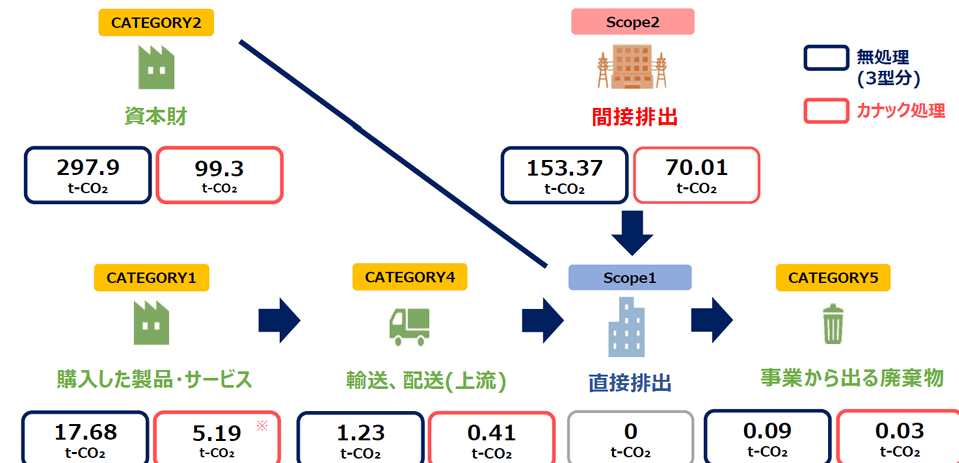 CATEGORY2
資本財
297.9
t-CO₂
99.3
t-CO₂
Scope2
間接排出
153.37
t-CO₂
70.01
t-CO₂
無処理
(3型分)
カナック処理
CATEGORY1
購入した製品・サービス
17.68
t-CO₂
5.19 ※
t-CO₂
CATEGORY4
輸送、配送(上流)
1.23
t-CO₂
0.41
t-CO₂
Scope1
直接排出
0
t-CO₂
CATEGORY5
事業から出る廃棄物
0.09
t-CO₂
0.03
t-CO₂